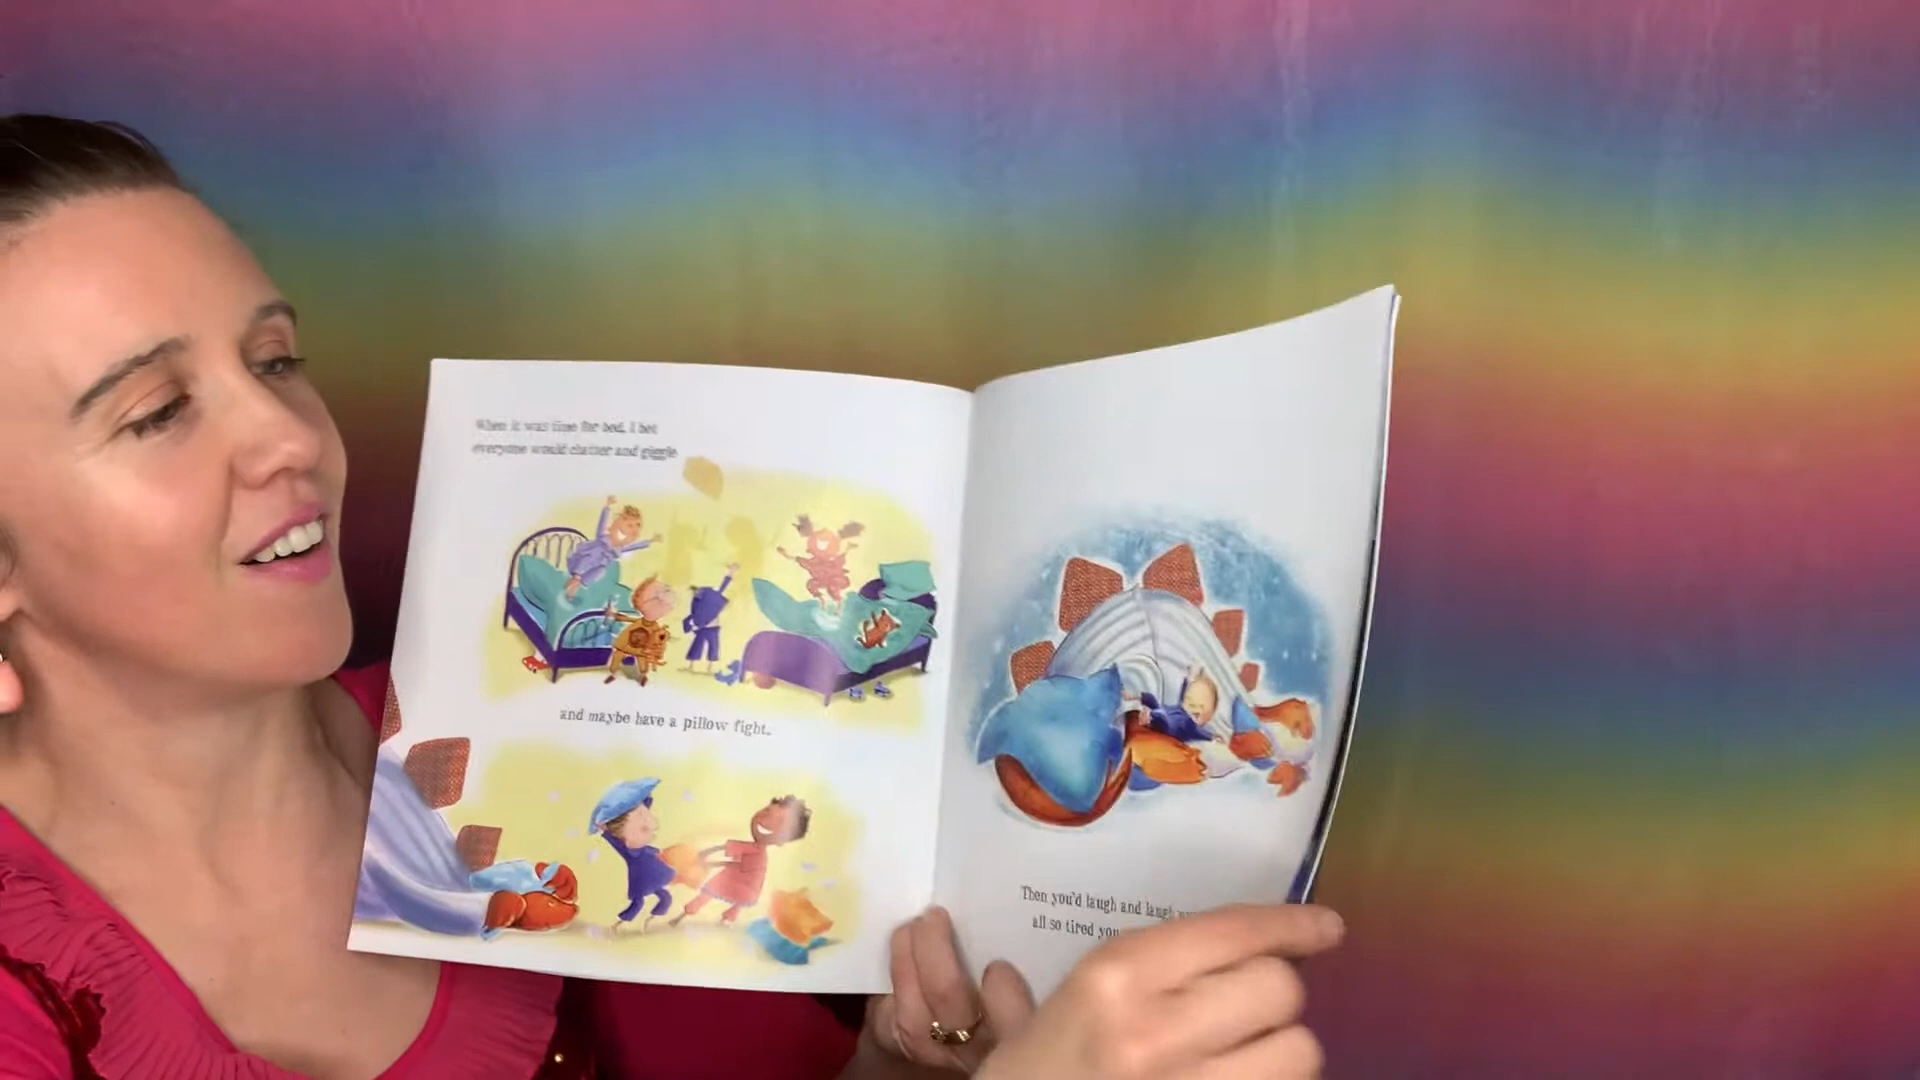 When it was time for bed, I bet
everyone would chatter and giggle
and maybe have a pillow fight.
Then you'd laugh and laugh
all so tired you